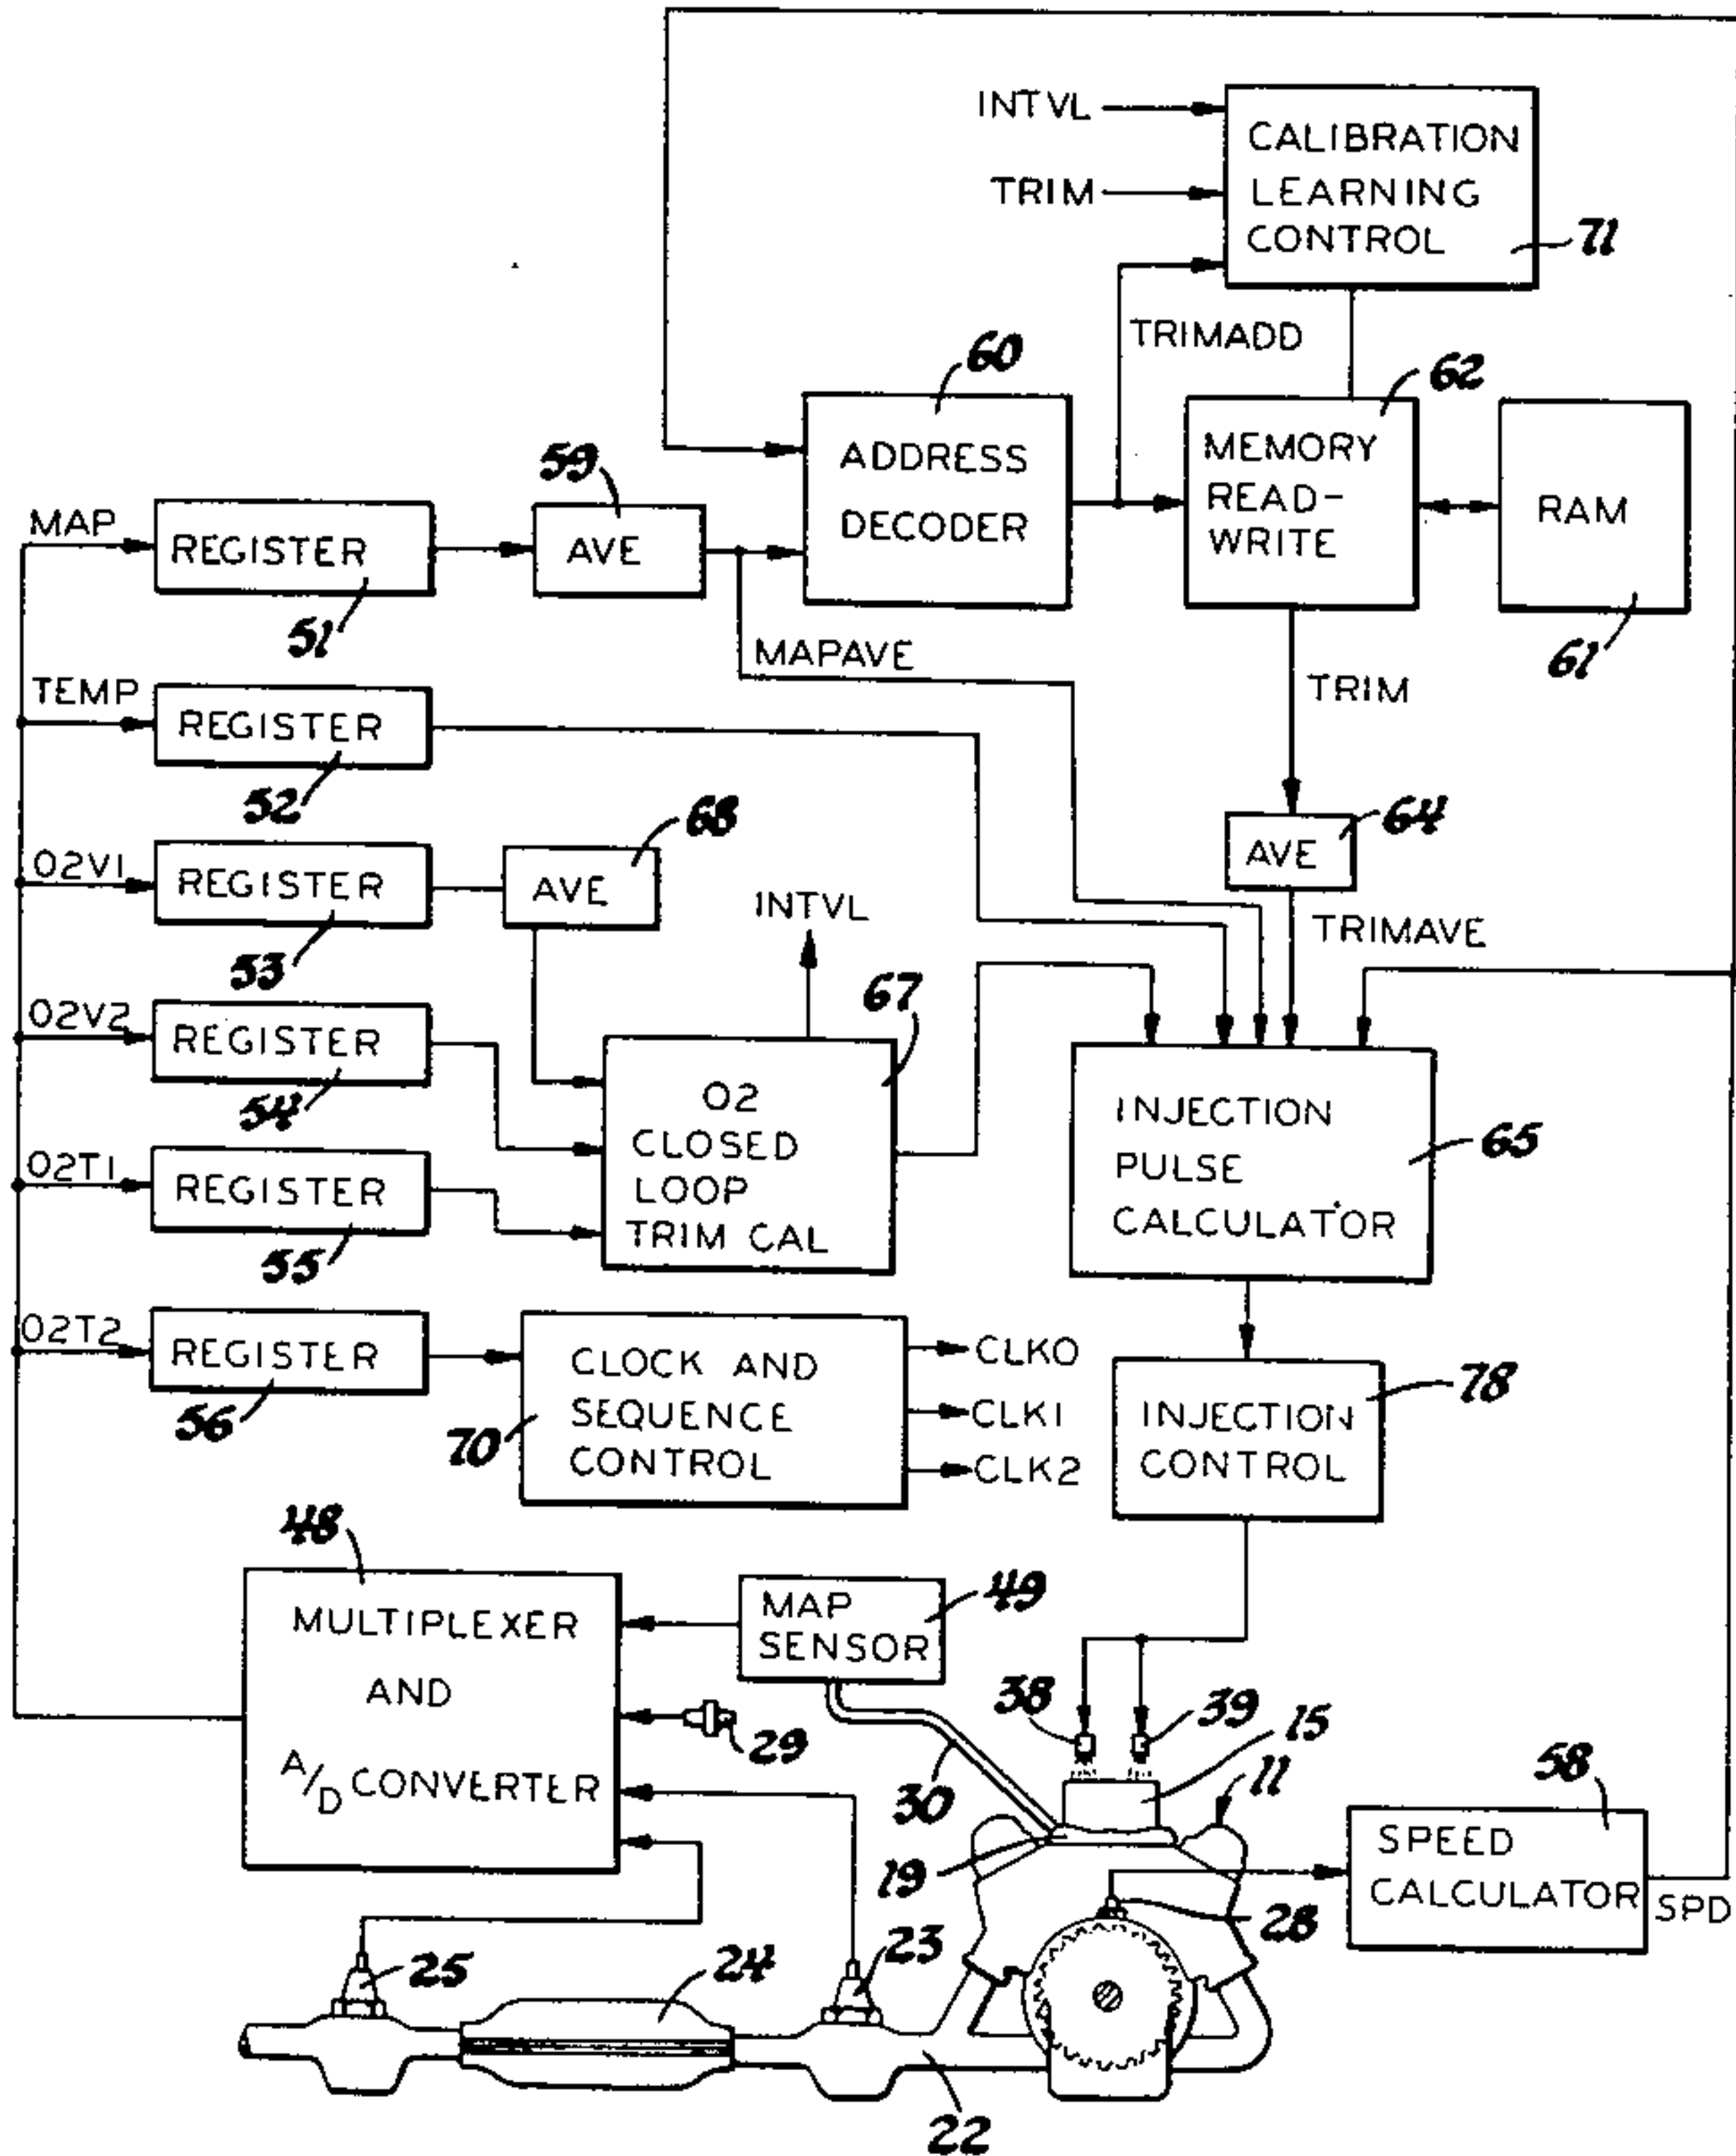 INTVL
TRIM
CALIBRATION
LEARNING
CONTROL
71
TRIMADD
60
62
ADDRESS
DECODER
MEMORY
READ-
WRITE
RAM
61
59
MAP
REGISTER
51
AVE
MAPAVE
TRIM
TEMP
REGISTER
52
68
64
AVE
O2V1
REGISTER
53
AVE
INTVL
TRIMAVE
67
O2V2
REGISTER
54
O2
CLOSED
LOOP
TRIM CAL
INJECTION
PULSE
CALCULATOR
65
O2T1
REGISTER
55
O2T2
REGISTER
56
70
CLOCK AND
SEQUENCE
CONTROL
CLK0
CLK1
CLK2
78
INJECTION
CONTROL
48
MULTIPLEXER
AND
A/D CONVERTER
MAP
SENSOR
49
29
30
38
39
15
11
58
SPEED
CALCULATOR
SPD
19
28
25
24
23
22